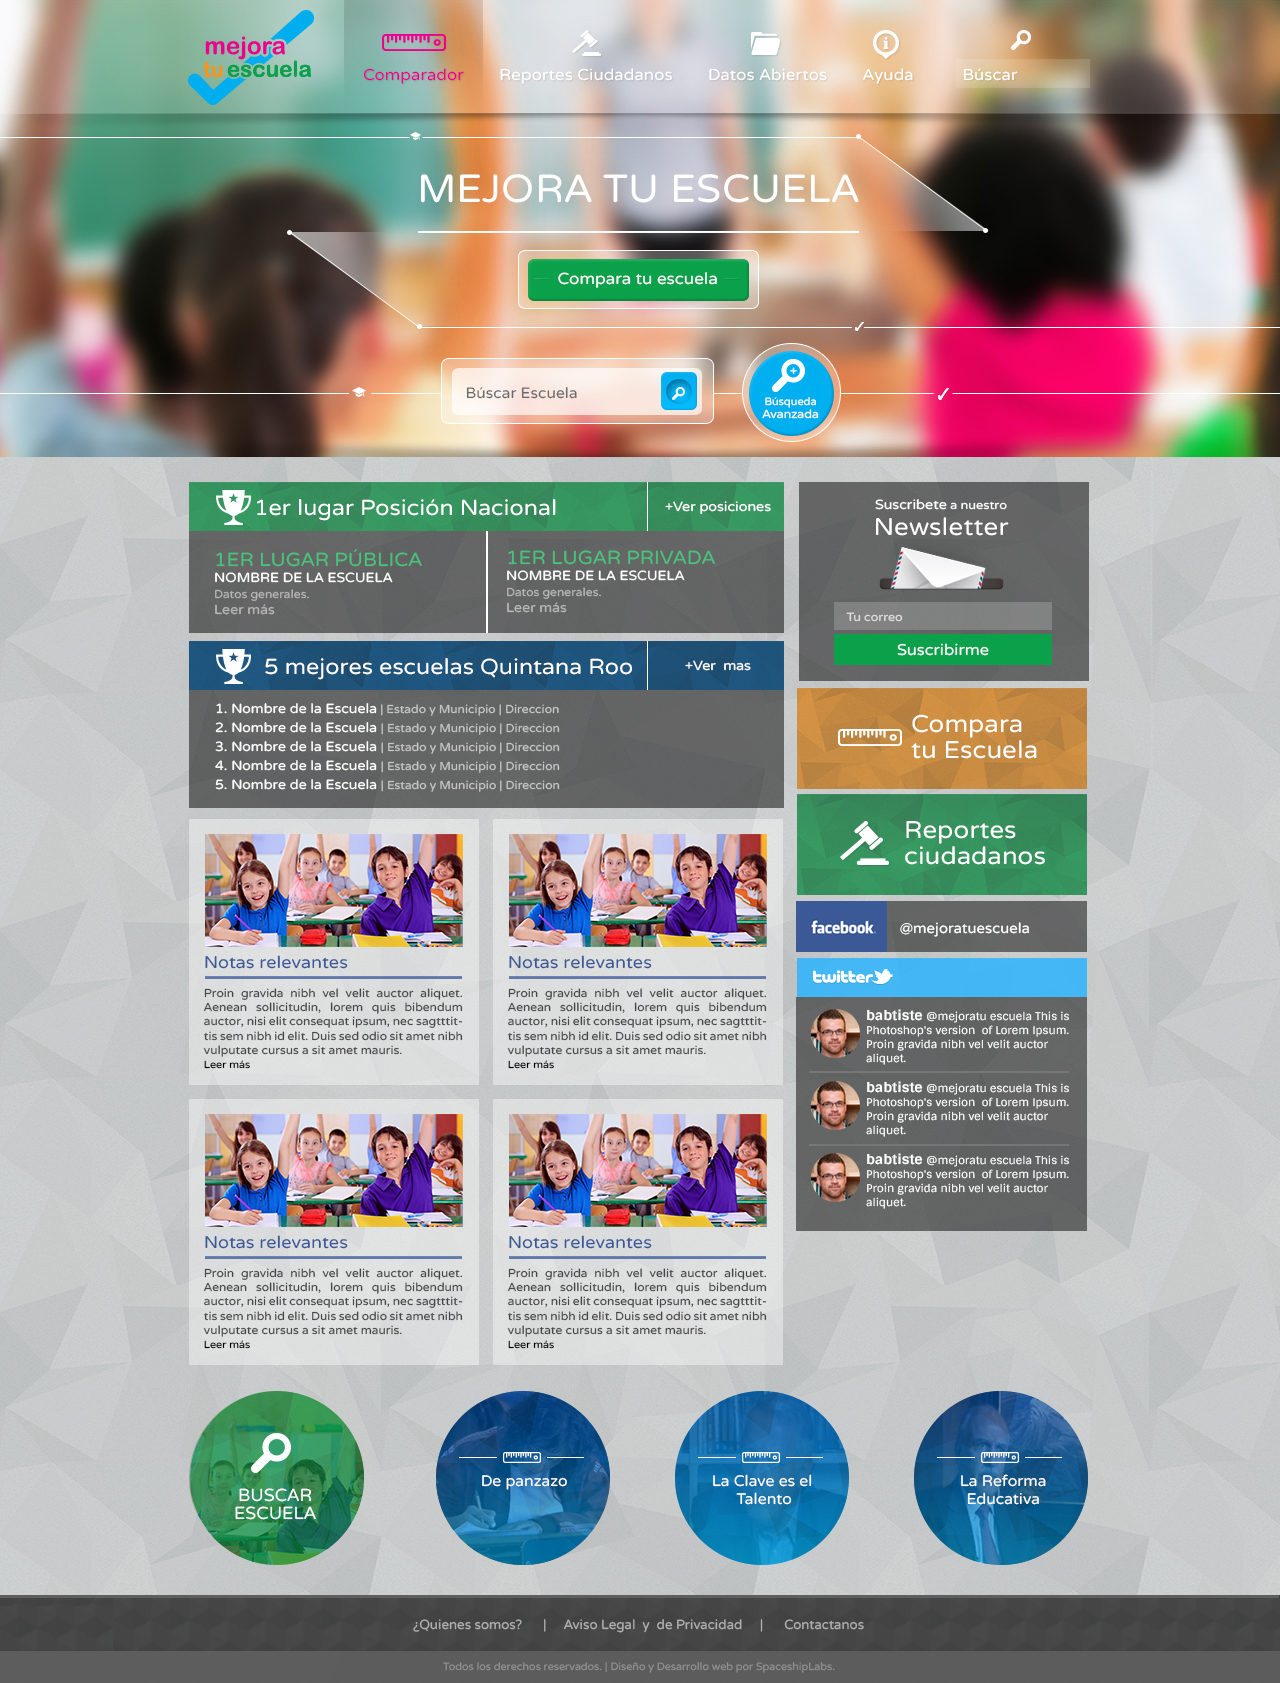 mejora
tu escuela
Comparador
Reportes Ciudadanos
Datos Abiertos
Ayuda
Búscar
MEJORA TU ESCUELA
Compara tu escuela
Búscar Escuela
Búsqueda
Avanzada
1er lugar Posición Nacional
+Ver posiciones
1ER LUGAR PÚBLICA
NOMBRE DE LA ESCUELA
Datos generales.
Leer más
1ER LUGAR PRIVADA
NOMBRE DE LA ESCUELA
Datos generales.
Leer más
5 mejores escuelas Quintana Roo
+Ver mas
1. Nombre de la Escuela | Estado y Municipio | Direccion
2. Nombre de la Escuela | Estado y Municipio | Direccion
3. Nombre de la Escuela | Estado y Municipio | Direccion
4. Nombre de la Escuela | Estado y Municipio | Direccion
5. Nombre de la Escuela | Estado y Municipio | Direccion
Suscribete a nuestro
Newsletter
Tu correo
Suscribirme
Compara
tu Escuela
Reportes
ciudadanos
facebook
@mejoratuescuela
twitter
babtiste @mejoratu escuela This is
Photoshop's version of Lorem Ipsum.
Proin gravida nibh vel velit auctor
aliquet.
babtiste @mejoratu escuela This is
Photoshop's version of Lorem Ipsum.
Proin gravida nibh vel velit auctor
aliquet.
babtiste @mejoratu escuela This is
Photoshop's version of Lorem Ipsum.
Proin gravida nibh vel velit auctor
aliquet.
Notas relevantes
Proin gravida nibh vel velit auctor aliquet.
Aenean sollicitudin, lorem quis bibendum
auctor, nisi elit consequat ipsum, nec sagtttit-
tis sem nibh id elit. Duis sed odio sit amet nibh
vulputate cursus a sit amet mauris.
Leer más
Notas relevantes
Proin gravida nibh vel velit auctor aliquet.
Aenean sollicitudin, lorem quis bibendum
auctor, nisi elit consequat ipsum, nec sagtttit-
tis sem nibh id elit. Duis sed odio sit amet nibh
vulputate cursus a sit amet mauris.
Leer más
Notas relevantes
Proin gravida nibh vel velit auctor aliquet.
Aenean sollicitudin, lorem quis bibendum
auctor, nisi elit consequat ipsum, nec sagtttit-
tis sem nibh id elit. Duis sed odio sit amet nibh
vulputate cursus a sit amet mauris.
Leer más
Notas relevantes
Proin gravida nibh vel velit auctor aliquet.
Aenean sollicitudin, lorem quis bibendum
auctor, nisi elit consequat ipsum, nec sagtttit-
tis sem nibh id elit. Duis sed odio sit amet nibh
vulputate cursus a sit amet mauris.
Leer más
BUSCAR
ESCUELA
De panzazo
La Clave es el
Talento
La Reforma
Educativa
¿Quienes somos? | Aviso Legal y de Privacidad | Contactanos
Todos los derechos reservados. | Diseño y Desarrollo web por SpaceshipLabs.